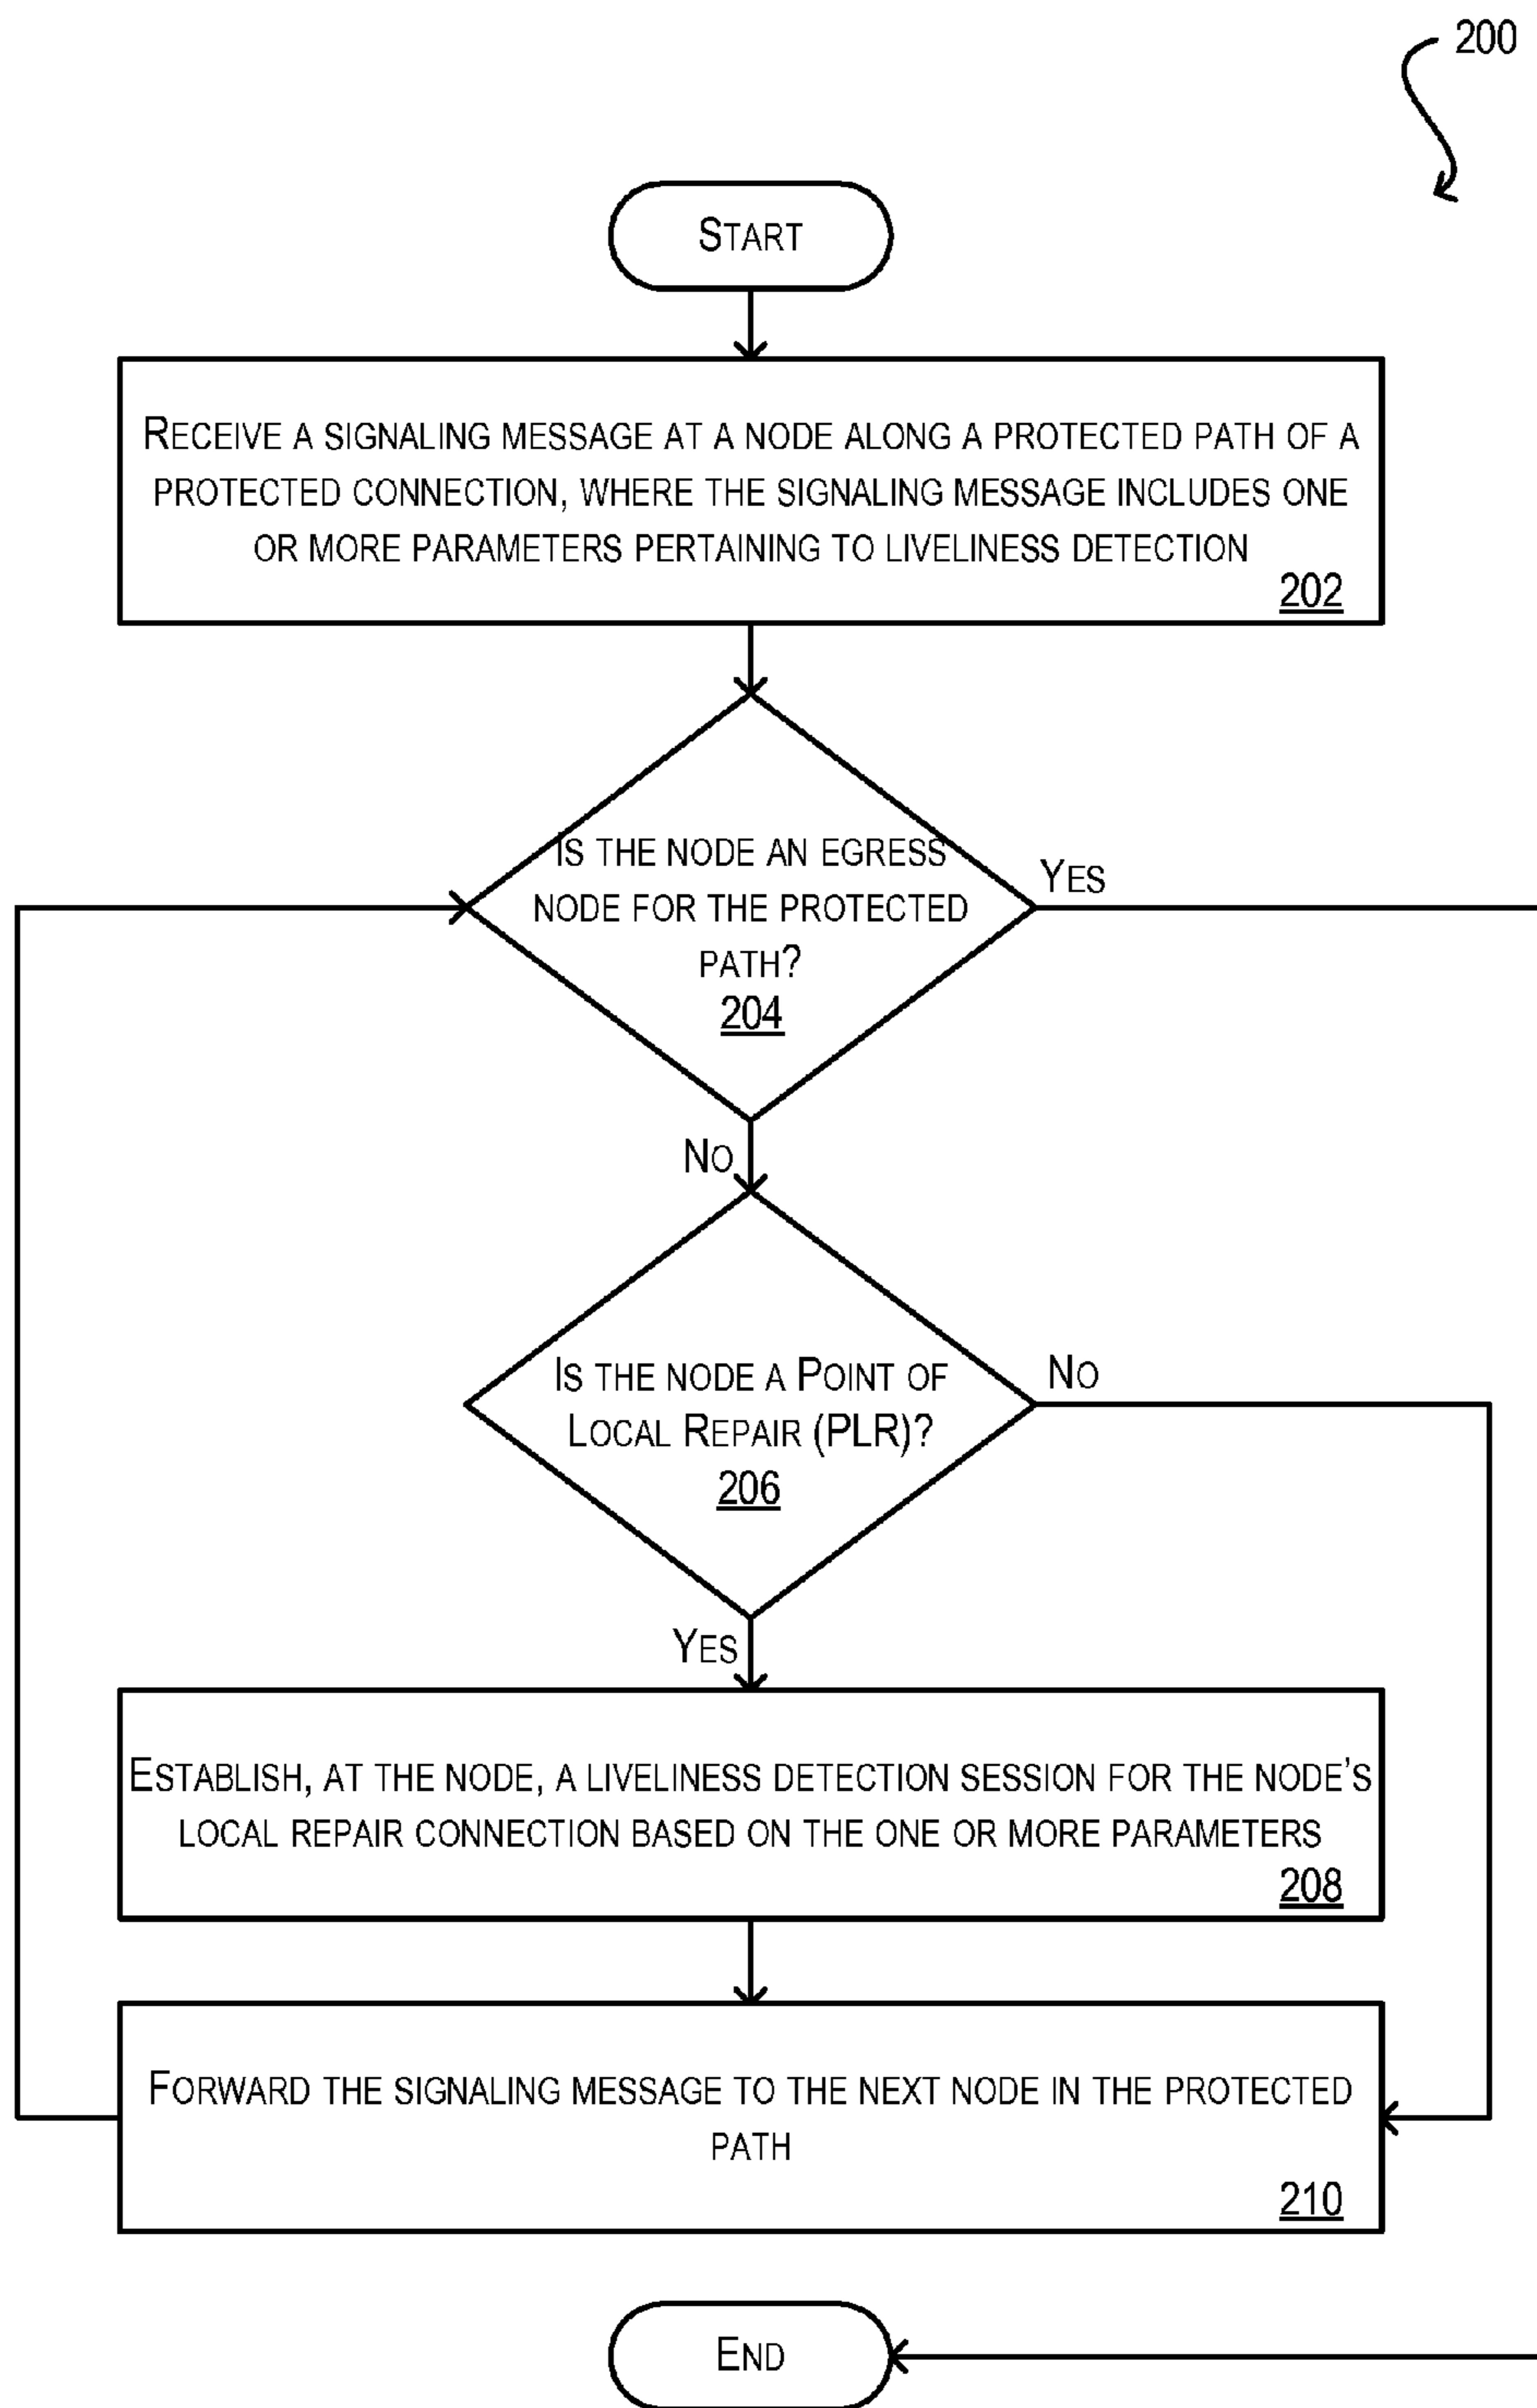 200
Start
Receive a signaling message at a node along a protected path of a
protected connection, where the signaling message includes one
or more parameters pertaining to liveliness detection
202
Is the node an egress
node for the protected
path?
204
Yes
No
Is the node a Point of
Local Repair (PLR)?
206
No
Yes
Establish, at the node, a liveliness detection session for the node's
local repair connection based on the one or more parameters
208
Forward the signaling message to the next node in the protected
path
210
End